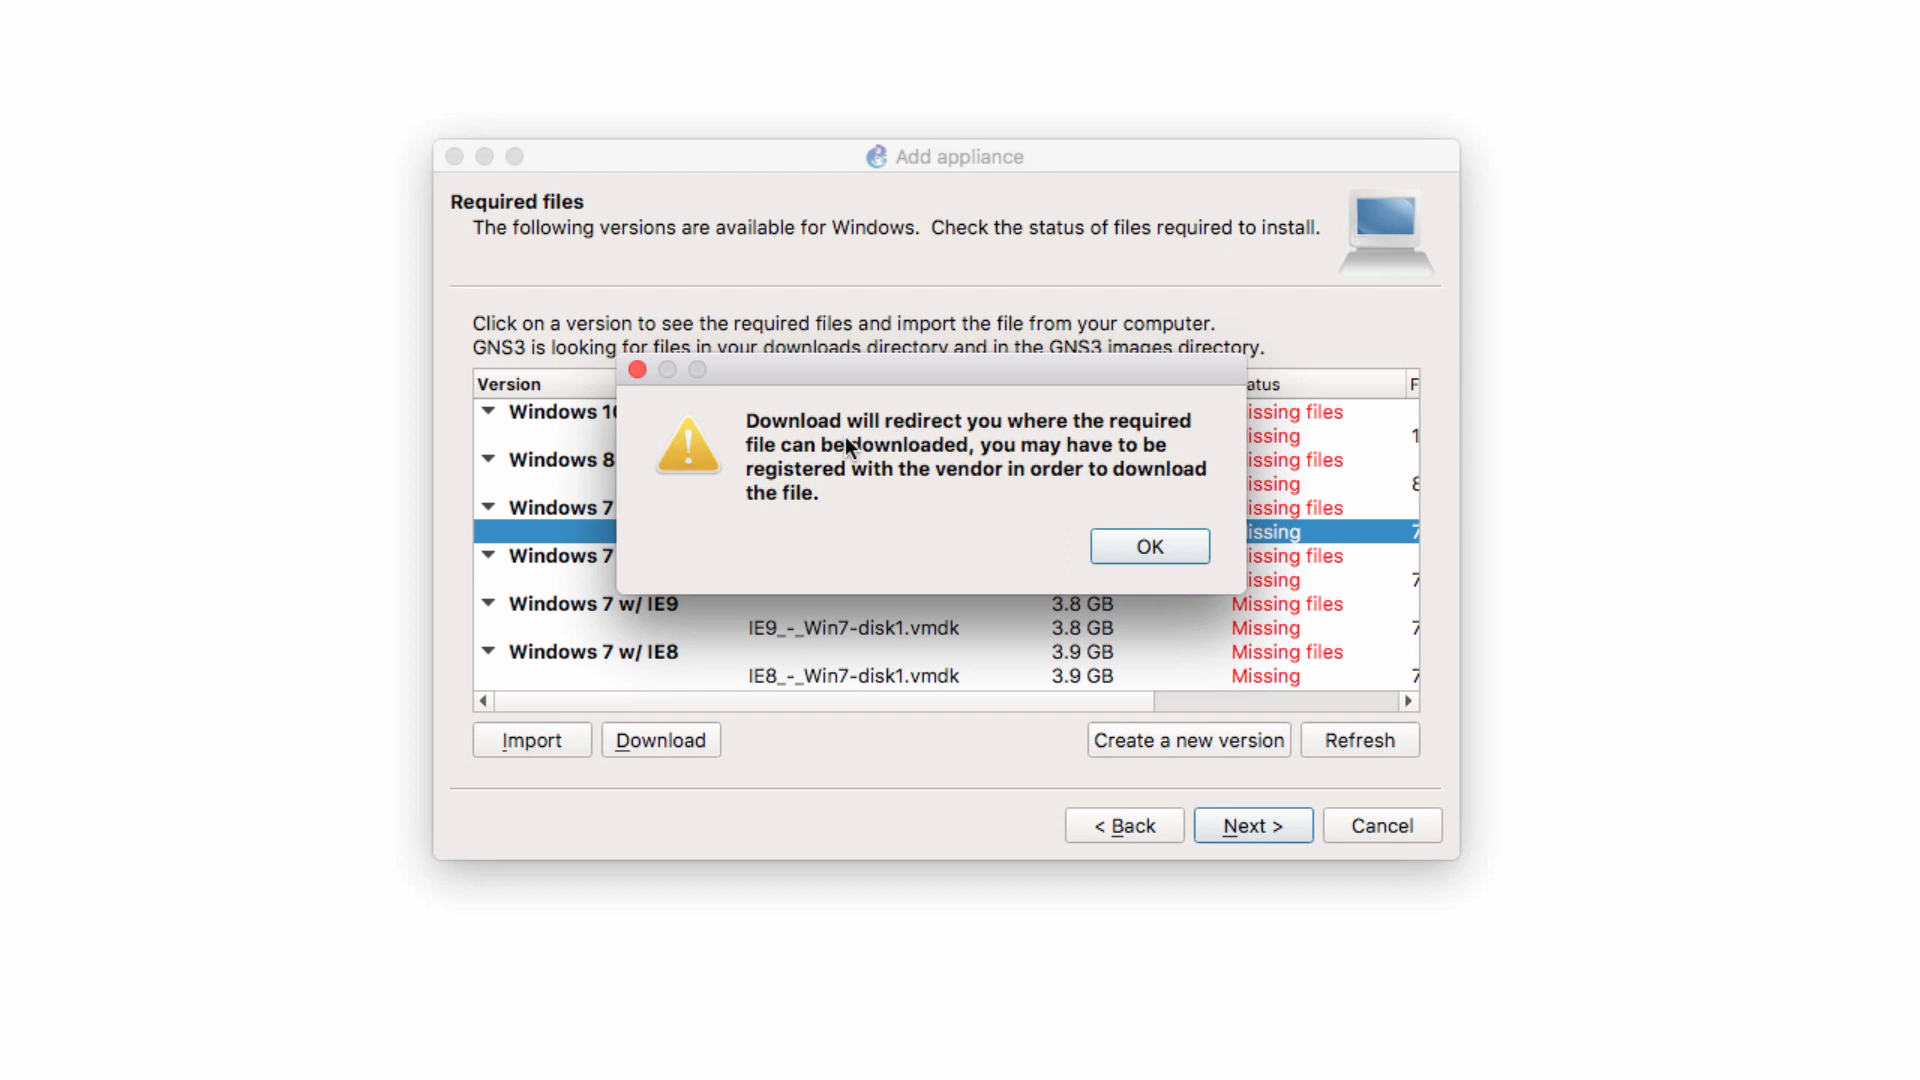 Add appliance
Required files
The following versions are available for Windows. Check the status of files required to install.
Click on a version to see the required files and import the file from your computer.
GNS3 is looking for files in your downloads directory and in the GNS3 images directory.
Version atus F
Windows 10 issing files
issing 1
Windows 8 issing files
issing 8
Windows 7 issing files
issing 7
Windows 7 issing files
issing 7
Download will redirect you where the required
file can be downloaded, you may have to be
registered with the vendor in order to download
the file.
OK
Windows 7 w/ IE9 3.8 GB Missing files
IE9_-_Win7-disk1.vmdk 3.8 GB Missing 7
Windows 7 w/ IE8 3.9 GB Missing files
IE8_-_Win7-disk1.vmdk 3.9 GB Missing 7
Import Download Create a new version Refresh
< Back Next > Cancel